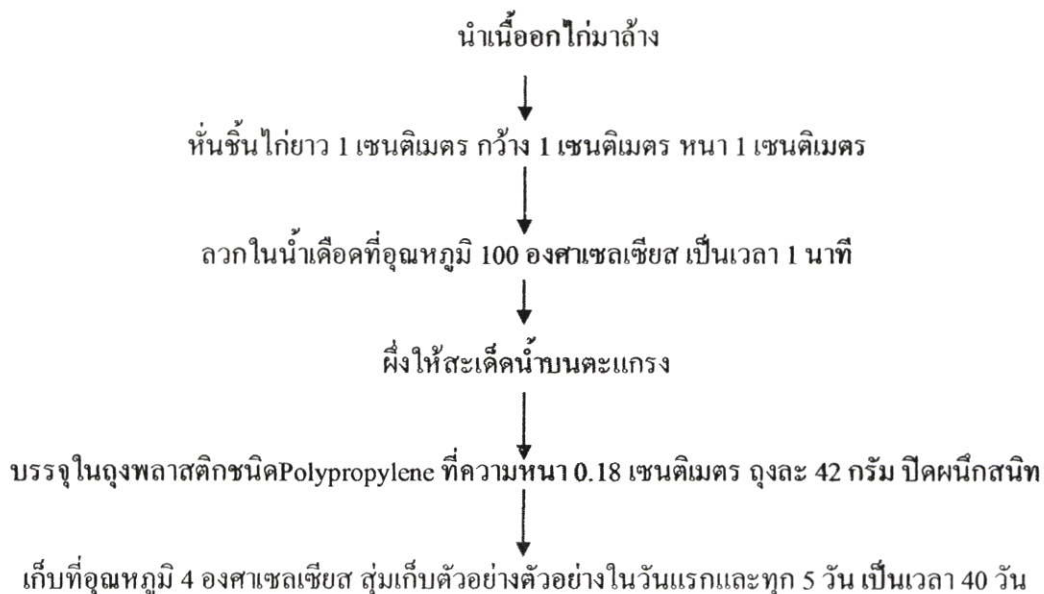 นำเนื้ออกไก่มาล้าง
หั่นชิ้นไก่ยาว 1 เซนติเมตร กว้าง 1 เซนติเมตร หนา 1 เซนติเมตร
ลวกในน้ำเดือดที่อุณหภูมิ 100 องศาเซลเซียส เป็นเวลา 1 นาที
ผึ่งให้สะเด็ดน้ำบนตะแกรง
บรรจุในถุงพลาสติกชนิดPolypropylene ที่ความหนา 0.18 เซนติเมตร ถุงละ 42 กรัม ปิดผนึกสนิท
เก็บที่อุณหภูมิ 4 องศาเซลเซียส สุ่มเก็บตัวอย่างตัวอย่างในวันแรกและทุก 5 วัน เป็นเวลา 40 วัน